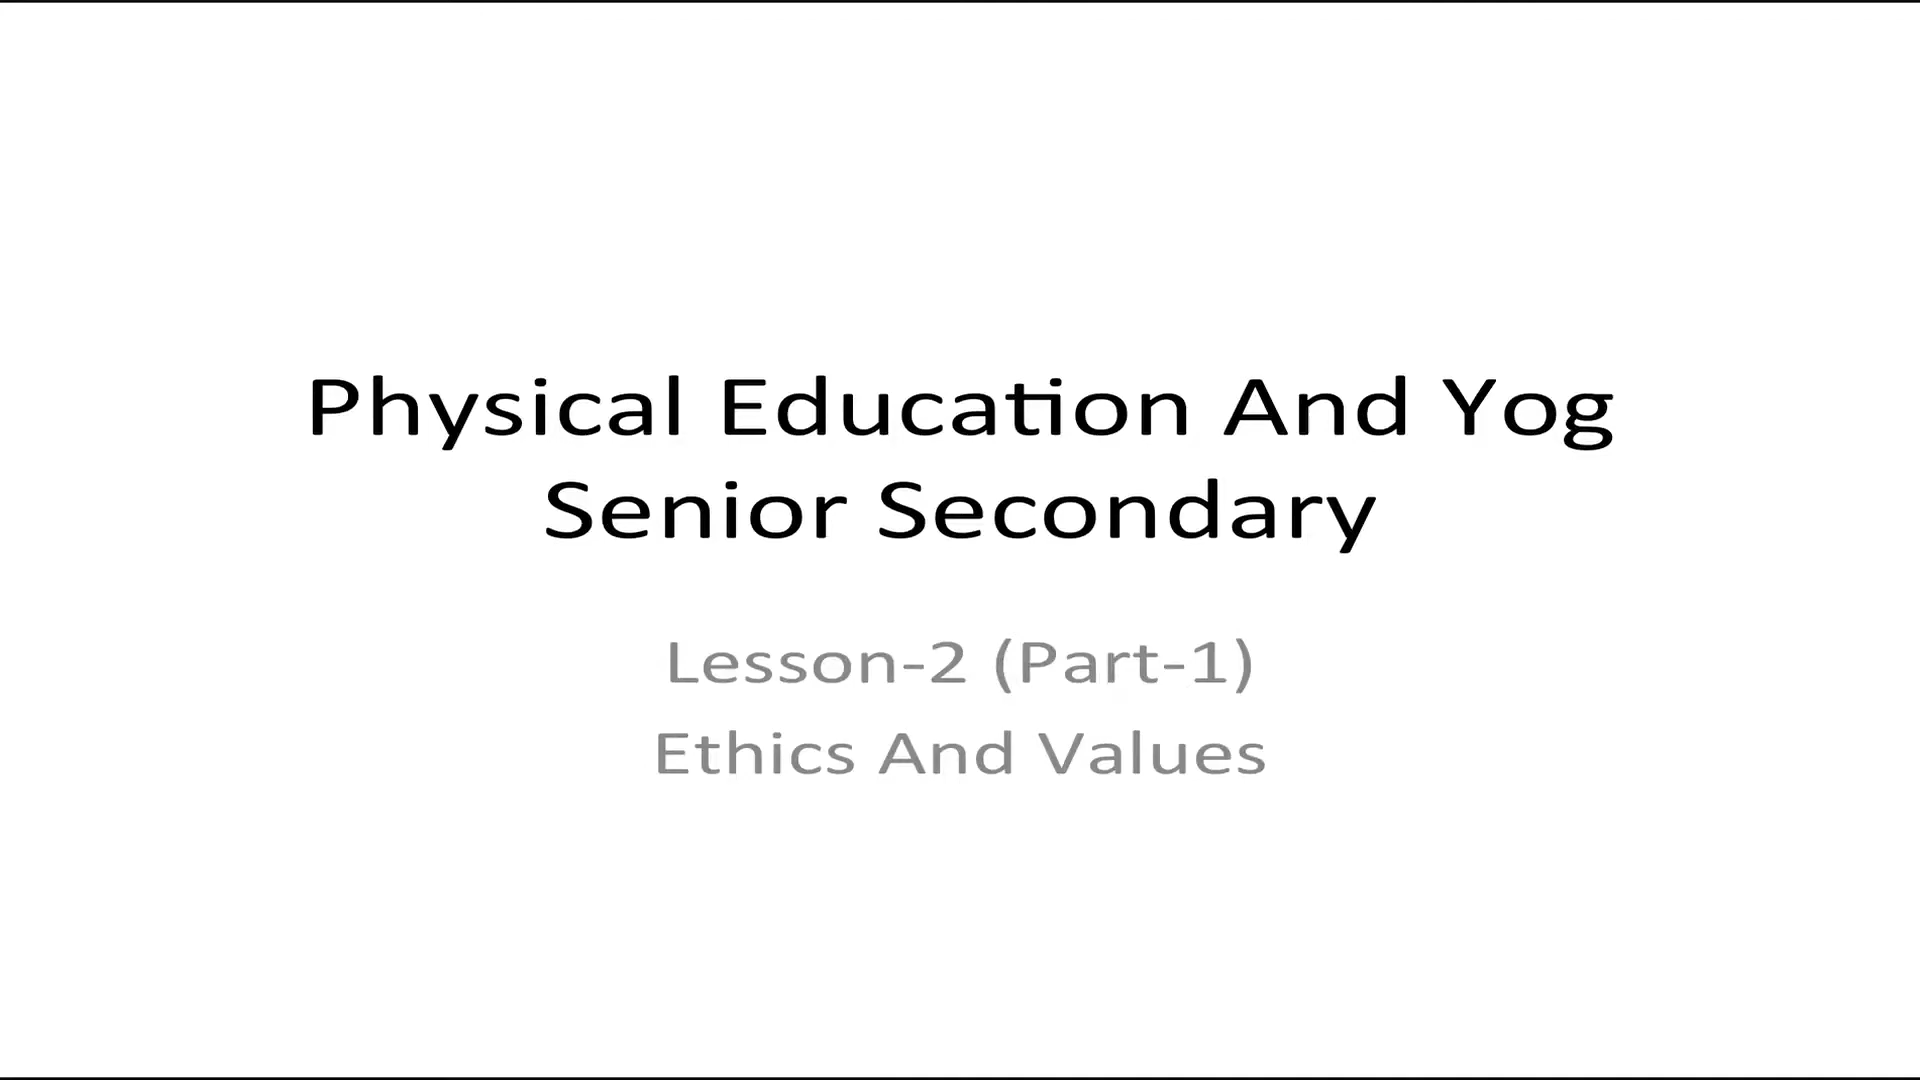 Physical Education And Yog
Senior Secondary
Lesson-2 (Part-1)
Ethics And Values